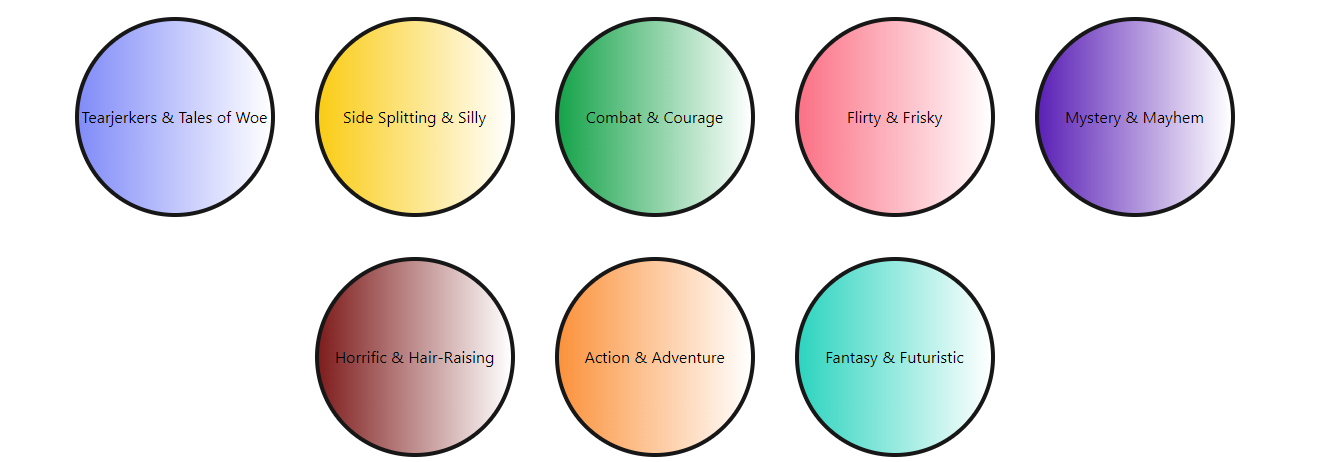 Tearjerkers & Tales of Woe
Side Splitting & Silly
Combat & Courage
Flirty & Frisky
Mystery & Mayhem
Horrific & Hair-Raising
Action & Adventure
Fantasy & Futuristic